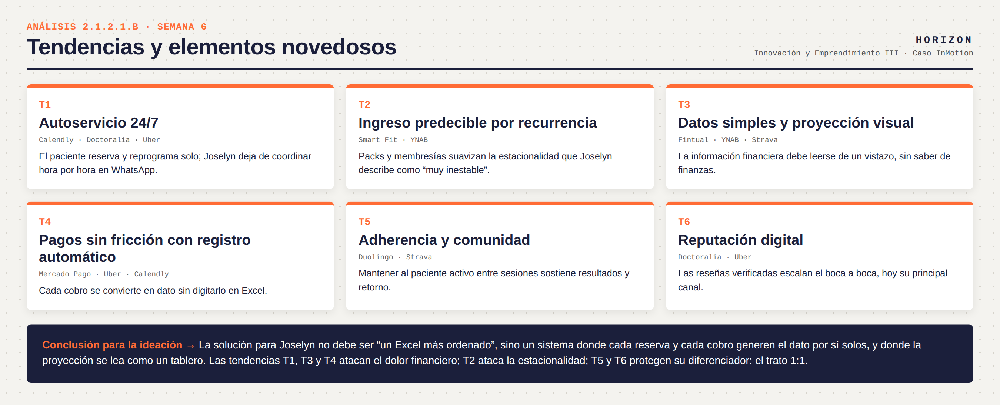 ANÁLISIS 2.1.2.1.B · SEMANA 6
Tendencias y elementos novedosos
HORIZON
Innovación y Emprendimiento III · Caso InMotion
T1
Autoservicio 24/7
Calendly · Doctoralia · Uber
El paciente reserva y reprograma solo; Joselyn deja de coordinar
hora por hora en WhatsApp.
T2
Ingreso predecible por recurrencia
Smart Fit · YNAB
Packs y membresías suavizan la estacionalidad que Joselyn
describe como “muy inestable”.
T3
Datos simples y proyección visual
Fintual · YNAB · Strava
La información financiera debe leerse de un vistazo, sin saber de
finanzas.
T4
Pagos sin fricción con registro
automático
Mercado Pago · Uber · Calendly
Cada cobro se convierte en dato sin digitarlo en Excel.
T5
Adherencia y comunidad
Duolingo · Strava
Mantener al paciente activo entre sesiones sostiene resultados y
retorno.
T6
Reputación digital
Doctoralia · Uber
Las reseñas verificadas escalan el boca a boca, hoy su principal
canal.
Conclusión para la ideación → La solución para Joselyn no debe ser “un Excel más ordenado”, sino un sistema donde cada reserva y cada cobro generen el dato por sí solos, y donde la
proyección se lea como un tablero. Las tendencias T1, T3 y T4 atacan el dolor financiero; T2 ataca la estacionalidad; T5 y T6 protegen su diferenciador: el trato 1:1.